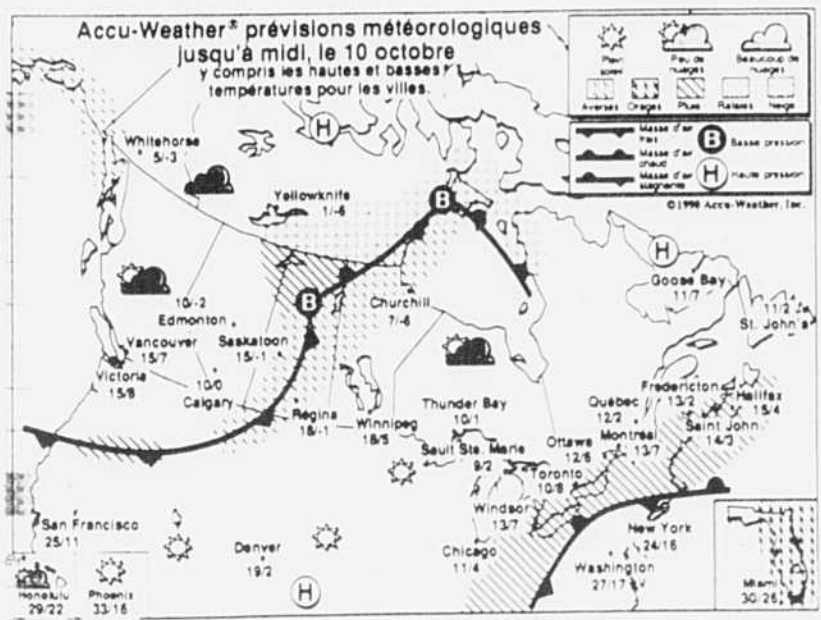 Accu-Weather® prévisions météorologiques
jusqu'à midi, le 10 octobre
y compris les hautes et basses
températures pour les villes.
Plein
soleil
Peu de
nuages
Beaucoup de
nuages
Averses
Orages
Pluie
Rafales
Neige
Masse d'air
frais
Masse d'air
chaud
Masse d'air
stagnante
B
Basse pression
H
Haute pression
©1990 Accu-Weather, Inc.
H
Whitehorse
5/-3
Yellowknife
1/-6
B
H
Goose Bay
11/7
10/-2
Edmonton
B
Churchill
7/-6
11/2
St. John's
Vancouver
15/7
Saskatoon
15/-1
Victoria
15/8
10/0
Calgary
Régina
18/-1
Winnipeg
18/5
Thunder Bay
10/1
Québec
12/2
Fredericton
13/2
Halifax
15/4
Saint John
14/3
Sault Ste. Marie
9/2
Ottawa
12/6
Montréal
13/7
Toronto
10/8
Windsor
13/7
San Francisco
25/11
Denver
19/2
Chicago
11/4
New York
24/16
Washington
27/17
H
Honolulu
29/22
Phoenix
33/16
Miami
30/26